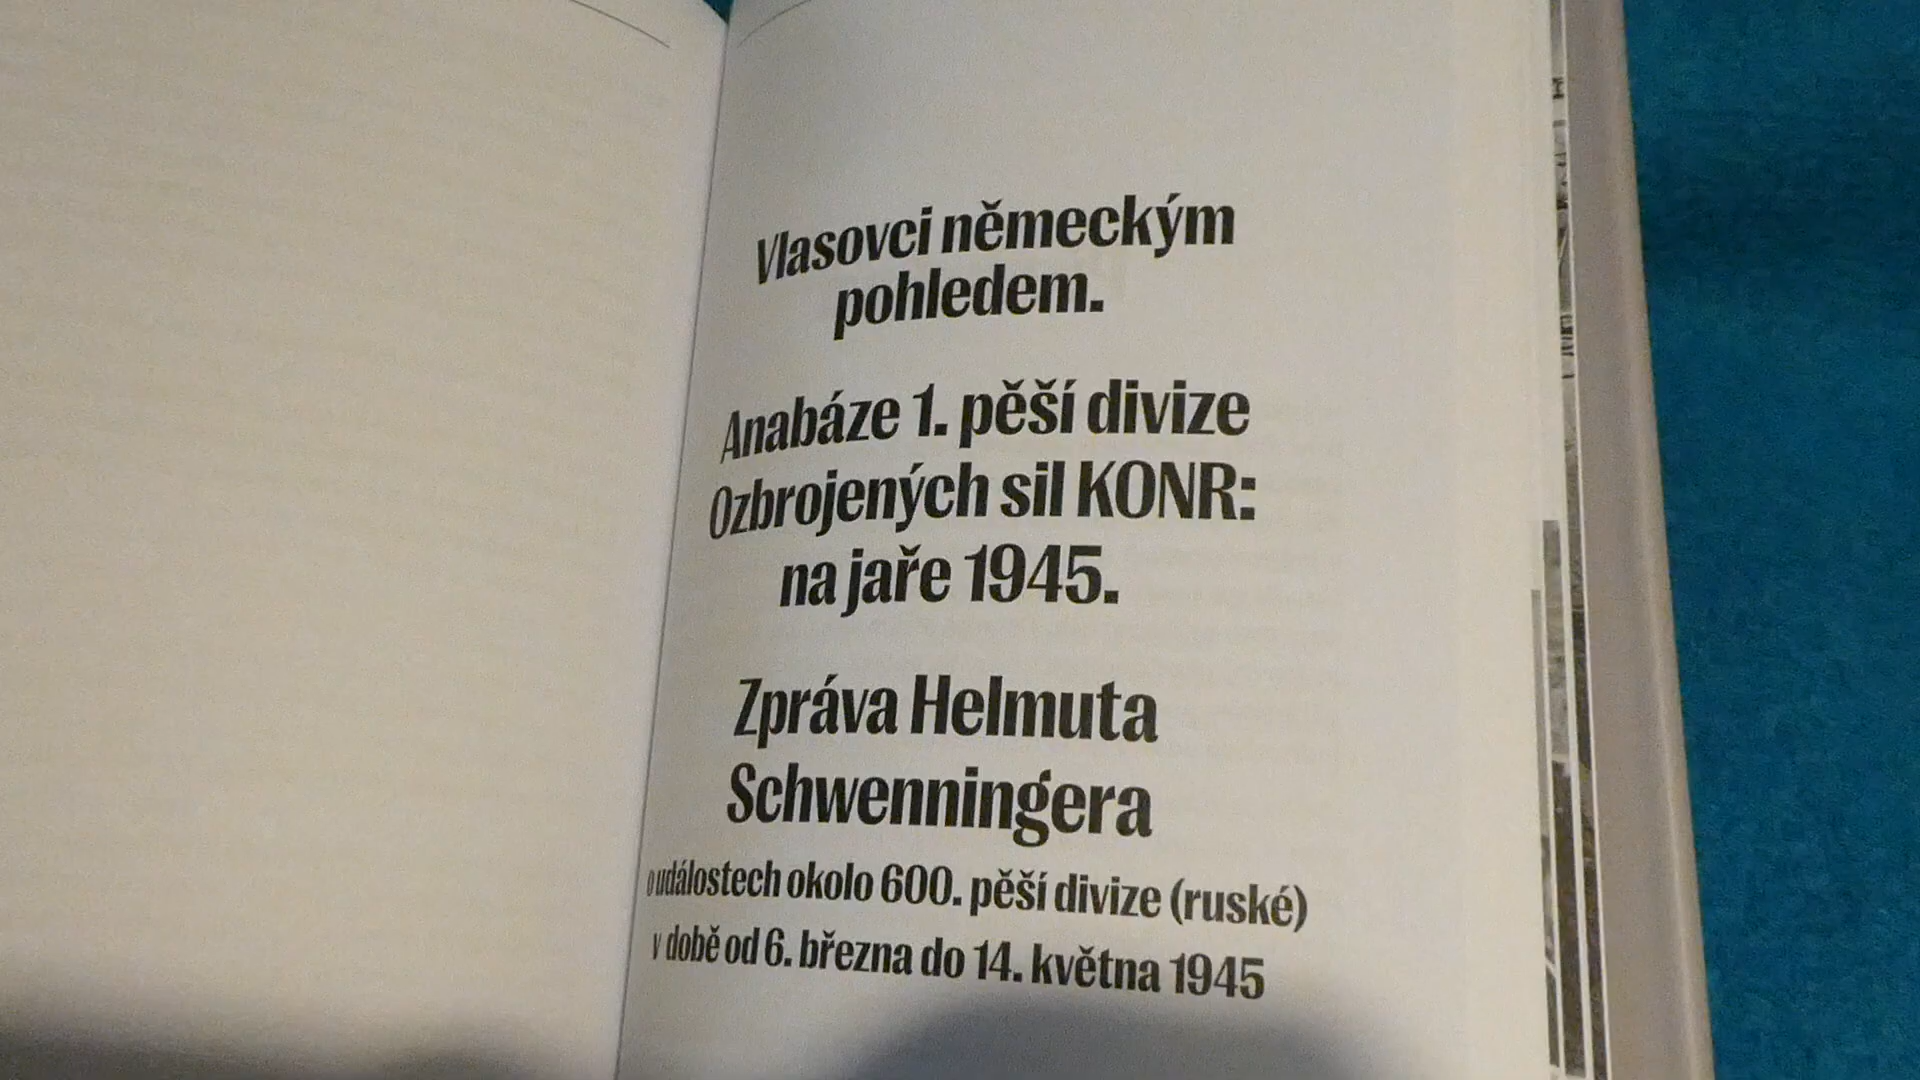 Vlasovci německým
pohledem.
Anabáze 1. pěší divize
Ozbrojených sil KONR:
na jaře 1945.
Zpráva Helmuta
Schwenningera
o událostech okolo 600. pěší divize (ruské)
v době od 6. března do 14. května 1945